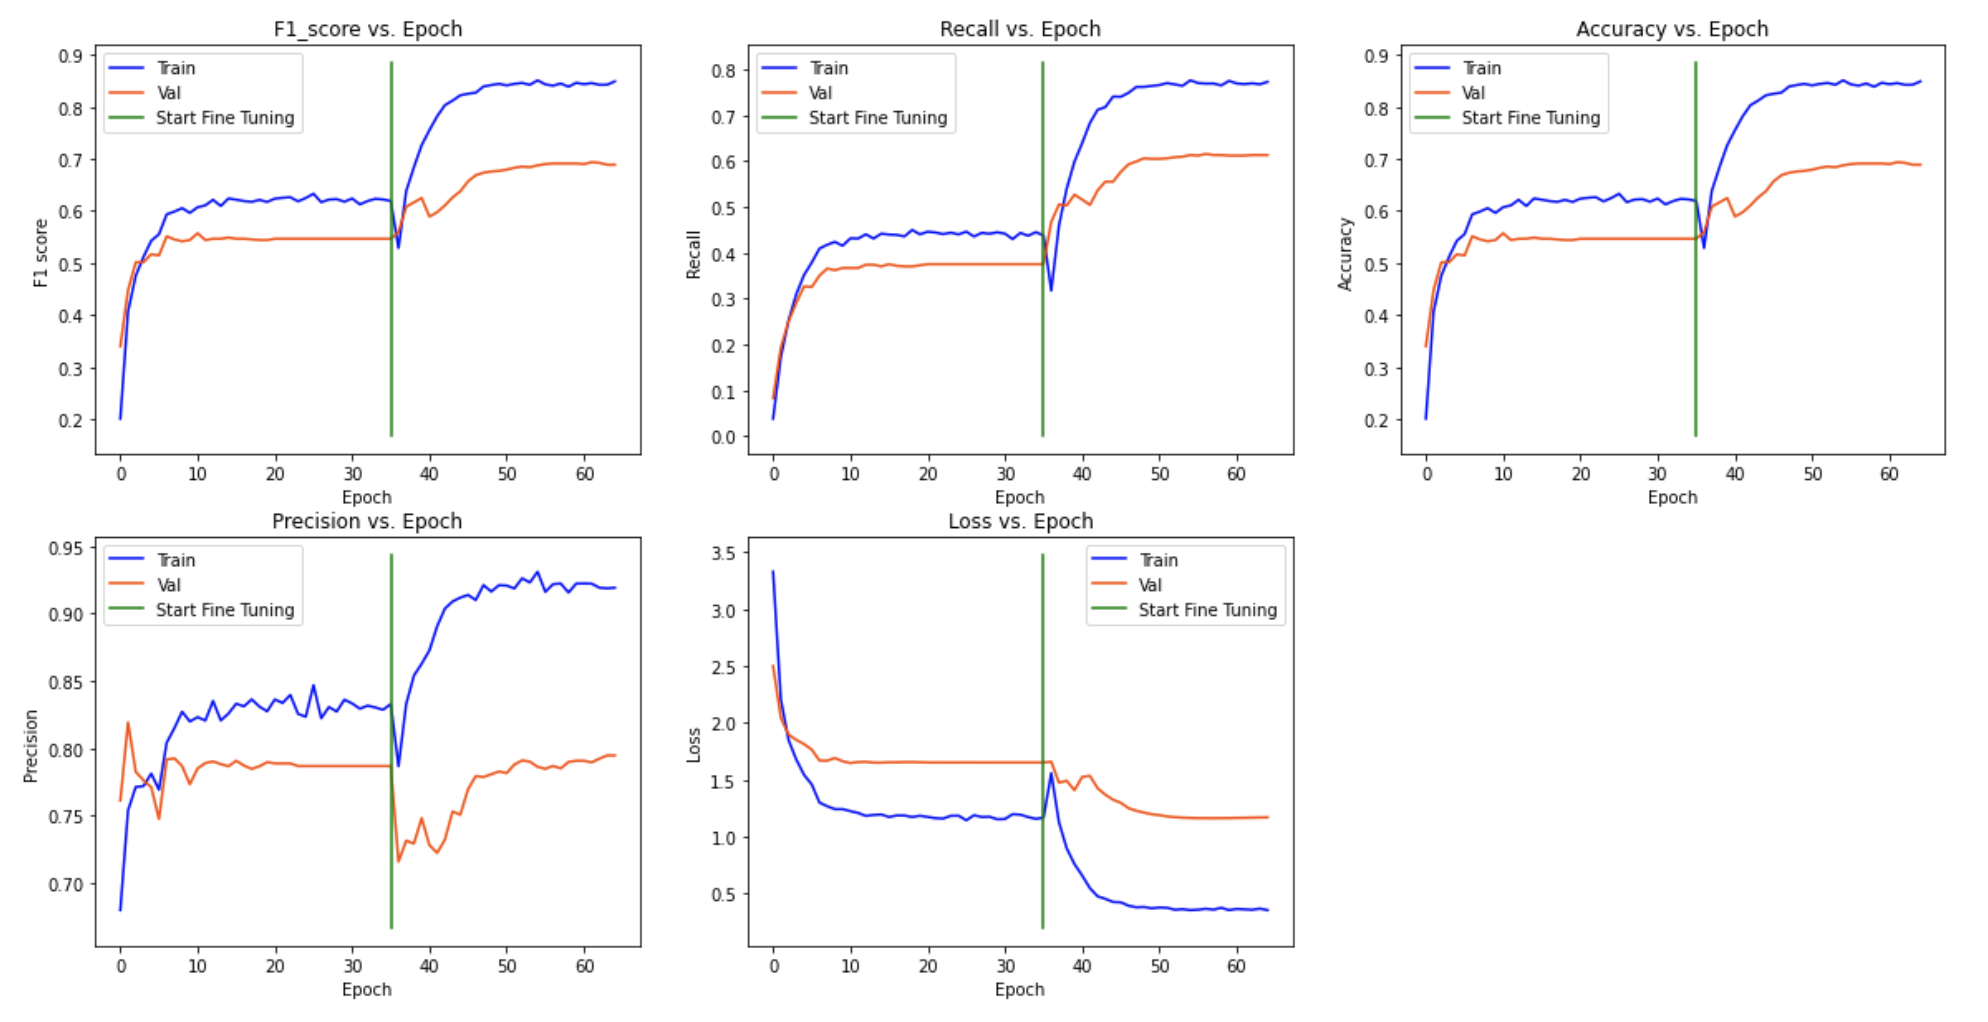 F1_score vs. Epoch
0.9
0.8
0.7
0.6
0.5
0.4
0.3
0.2
F1 score
Train
Val
Start Fine Tuning
0 10 20 30 40 50 60
Epoch
Recall vs. Epoch
0.8
0.7
0.6
0.5
0.4
0.3
0.2
0.1
0.0
Recall
Train
Val
Start Fine Tuning
0 10 20 30 40 50 60
Epoch
Accuracy vs. Epoch
0.9
0.8
0.7
0.6
0.5
0.4
0.3
0.2
Accuracy
Train
Val
Start Fine Tuning
0 10 20 30 40 50 60
Epoch
Precision vs. Epoch
0.95
0.90
0.85
0.80
0.75
0.70
Precision
Train
Val
Start Fine Tuning
0 10 20 30 40 50 60
Epoch
Loss vs. Epoch
3.5
3.0
2.5
2.0
1.5
1.0
0.5
Loss
Train
Val
Start Fine Tuning
0 10 20 30 40 50 60
Epoch